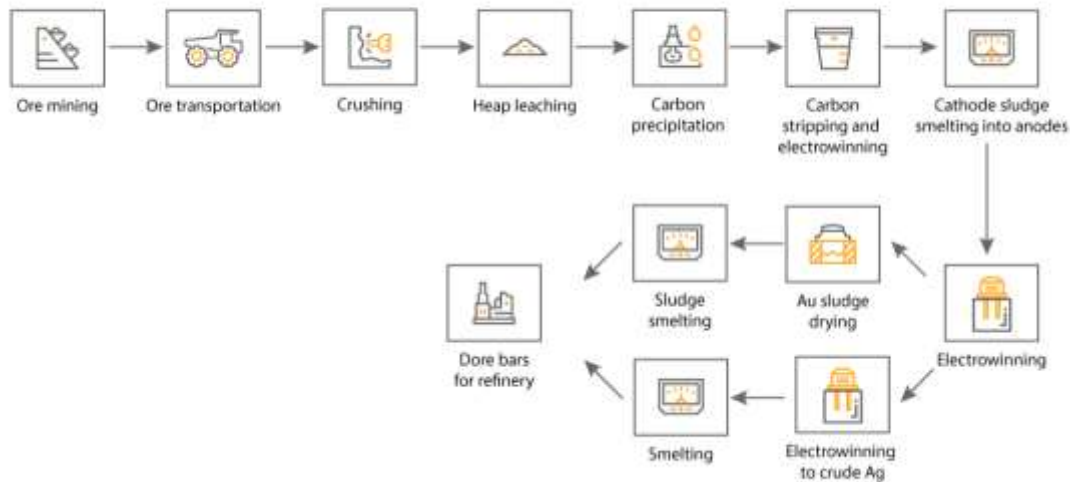 Ore mining
Ore transportation
Crushing
Heap leaching
Carbon
precipitation
Carbon
stripping and
electrowinning
Cathode sludge
smelting into anodes
Sludge
smelting
Au sludge
drying
Electrowinning
Dore bars
for refinery
Smelting
Electrowinning
to crude Ag